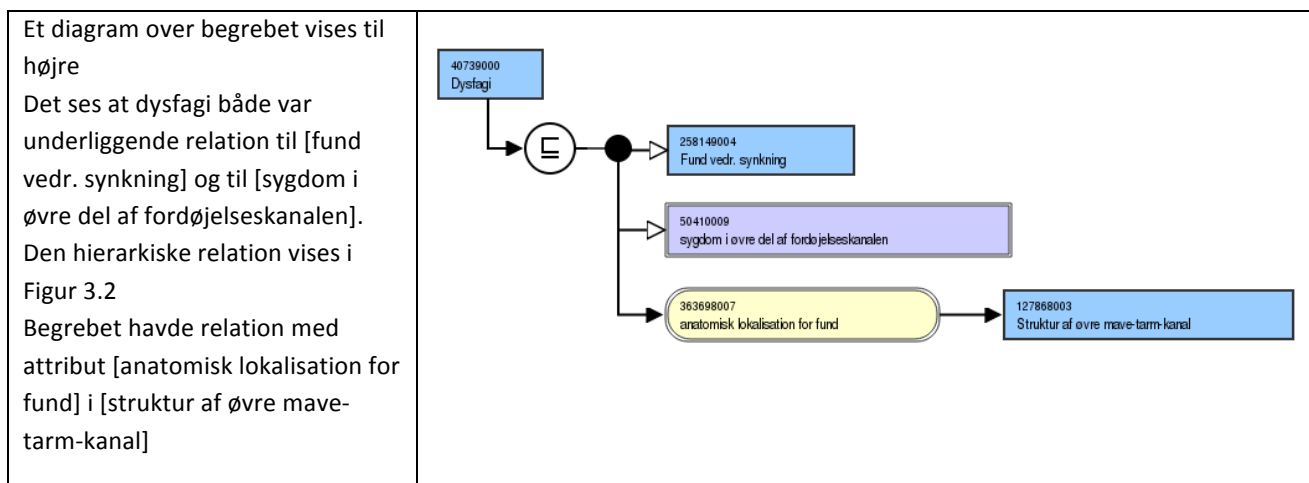 Et diagram over begrebet vises til
højre
Det ses at dysfagi både var
underliggende relation til [fund
vedr. synkning] og til [sygdom i
øvre del af fordøjelseskanalen].
Den hierarkiske relation vises i
Figur 3.2
Begrebet havde relation med
attribut [anatomisk lokalisation for
fund] i [struktur af øvre mave-
tarm-kanal]
40739000
Dysfagi
⊑
258149004
Fund vedr. synkning
50410009
sygdom i øvre del af fordøjelseskanalen
363698007
anatomisk lokalisation for fund
127868003
Struktur af øvre mave-tarm-kanal